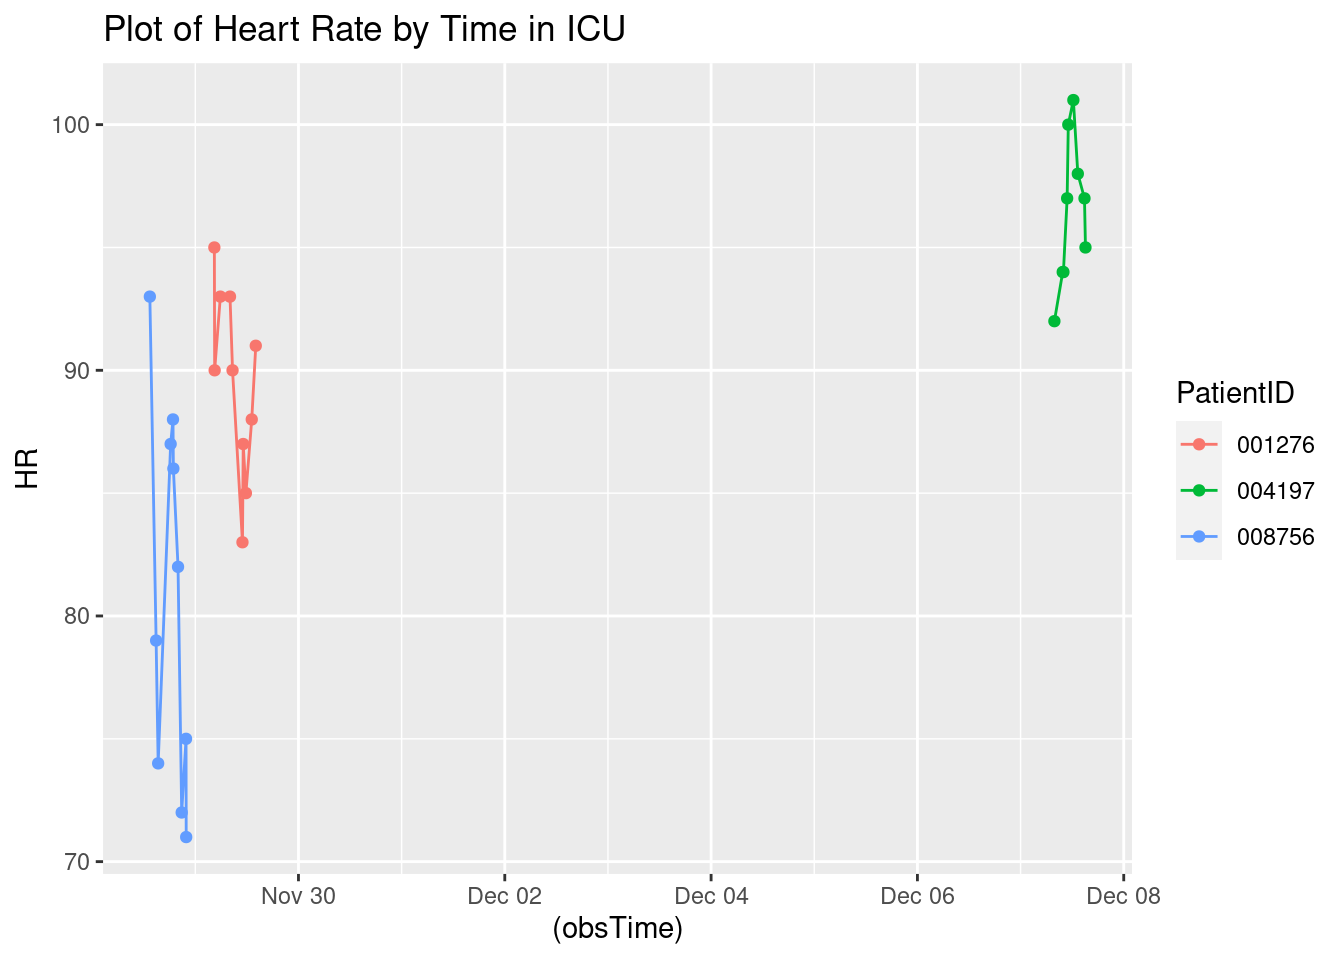 Plot of Heart Rate by Time in ICU
100
90
80
70
HR
Nov 30
Dec 02
Dec 04
Dec 06
Dec 08
(obsTime)
PatientID
001276
004197
008756